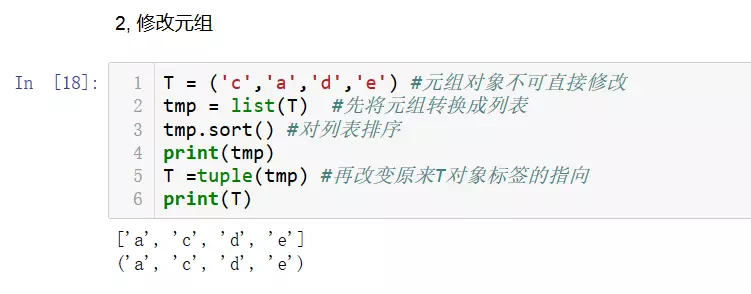 2, 修改元组
In [18]:
1 T = ('c','a','d','e') #元组对象不可直接修改
2 tmp = list(T)  #先将元组转换成列表
3 tmp.sort() #对列表排序
4 print(tmp)
5 T =tuple(tmp) #再改变原来T对象标签的指向
6 print(T)
['a', 'c', 'd', 'e']
('a', 'c', 'd', 'e')